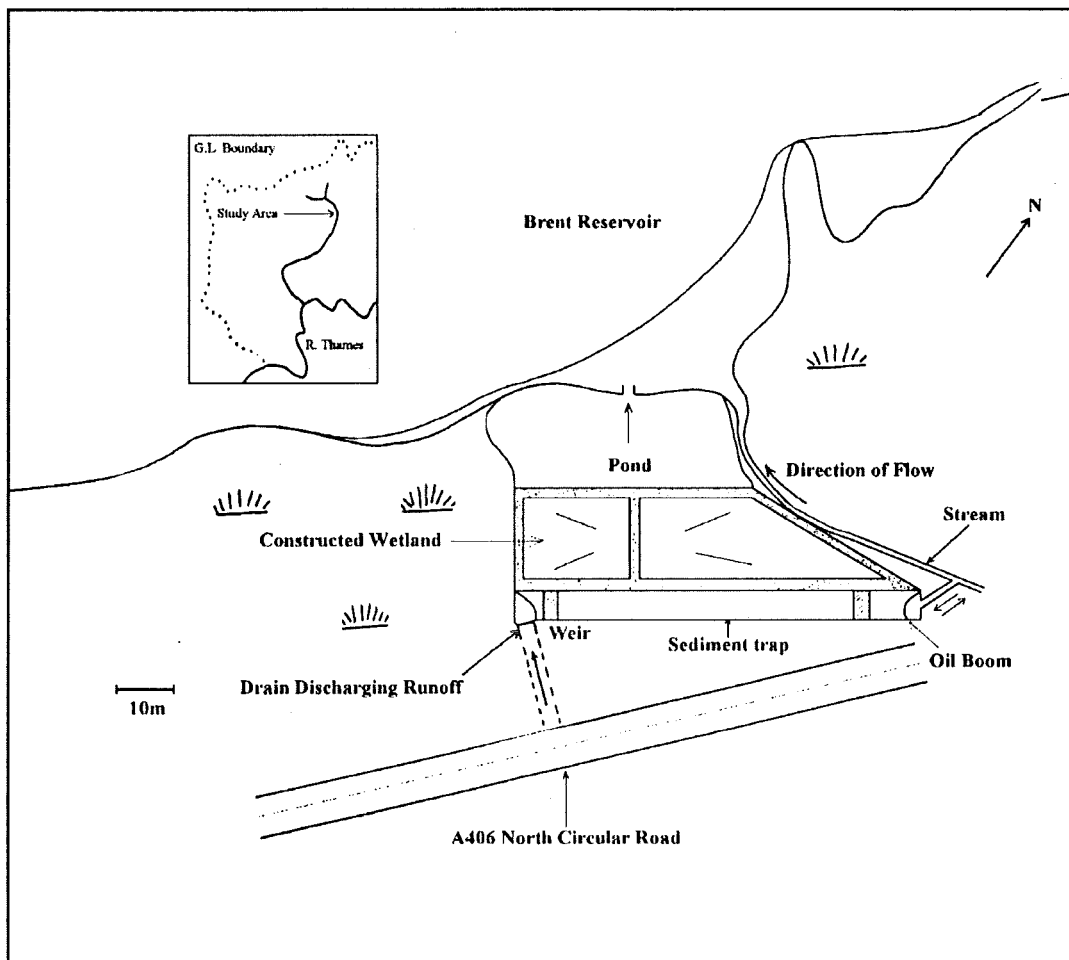 G.L. Boundary
Study Area
R. Thames
Brent Reservoir
N
Pond
Direction of Flow
Stream
Constructed Wetland
Weir
Sediment trap
Oil Boom
Drain Discharging Runoff
10m
A406 North Circular Road